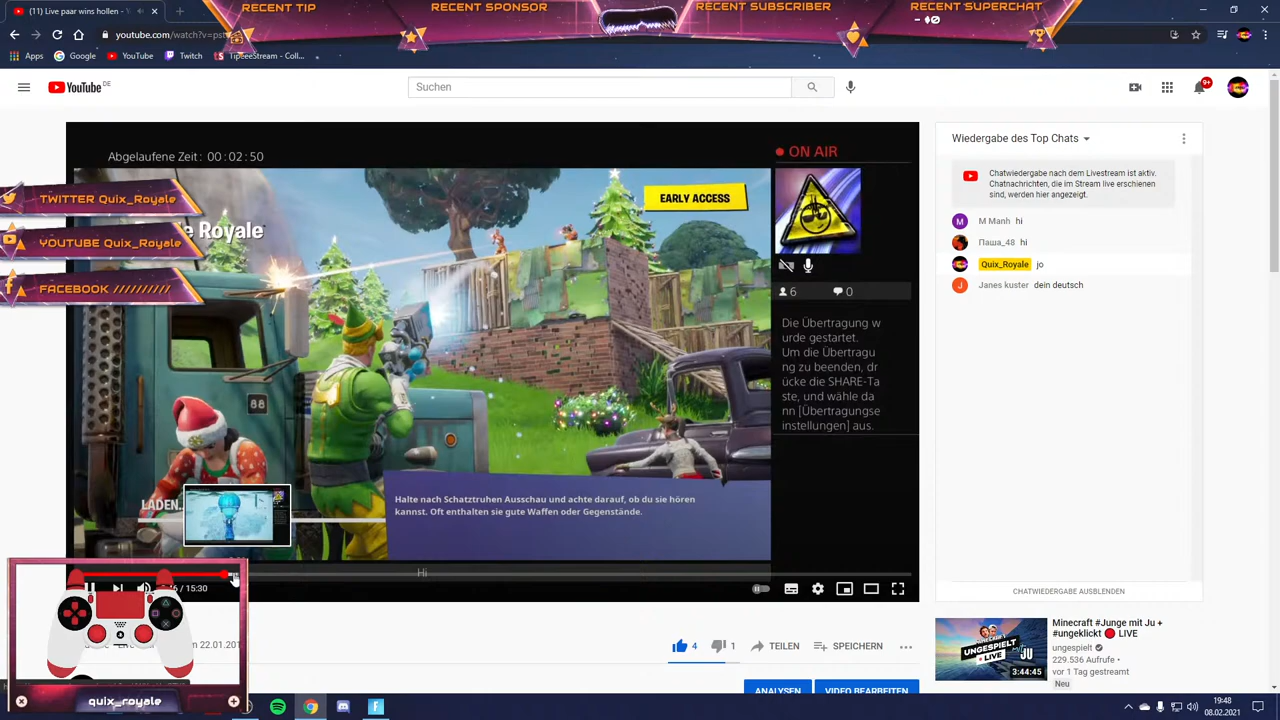 RECENT TIP
RECENT SPONSOR
RECENT SUBSCRIBER
RECENT SUPERCHAT
(1) Live paar wins hollen -
youtube.com/watch?v=
Apps
Google
YouTube
Twitch
TipeeeStream - Coll...
YouTube DE
Suchen
9+
Abgelaufene Zeit: 00:02:50
ON AIR
EARLY ACCESS
Royale
TWITTER Quix_Royale
YOUTUBE Quix_Royale
FACEBOOK //////////
88
6
0
Die Übertragung w
urde gestartet.
Um die Übertragu
ng zu beenden, dr
ücke die SHARE-Ta
ste, und wähle da
nn [Übertragungse
instellungen] aus.
LADEN...
Halte nach Schatztruhen Ausschau und achte darauf, ob du sie hören
kannst. Oft enthalten sie gute Waffen oder Gegenstände.
Hi
/ 15:30
Wiedergabe des Top Chats
Chatwiedergabe nach dem Livestream ist aktiv.
Chatnachrichten, die im Stream live erschienen
sind, werden hier angezeigt.
M
M Manh hi
Паша_48 hi
Quix_Royale jo
J
Janes kuster dein deutsch
CHATWIEDERGABE AUSBLENDEN
22.01.201
4
1
TEILEN
SPEICHERN
ANALYSEN
VIDEO BEARBEITEN
UNGESPIELT
LIVE
MIT JU
3:44:45
Minecraft #Junge mit Ju +
#ungeklickt 🔴 LIVE
ungespielt
229.536 Aufrufe •
vor 1 Tag gestreamt
Neu
quix_royale
19:48
08.02.2021